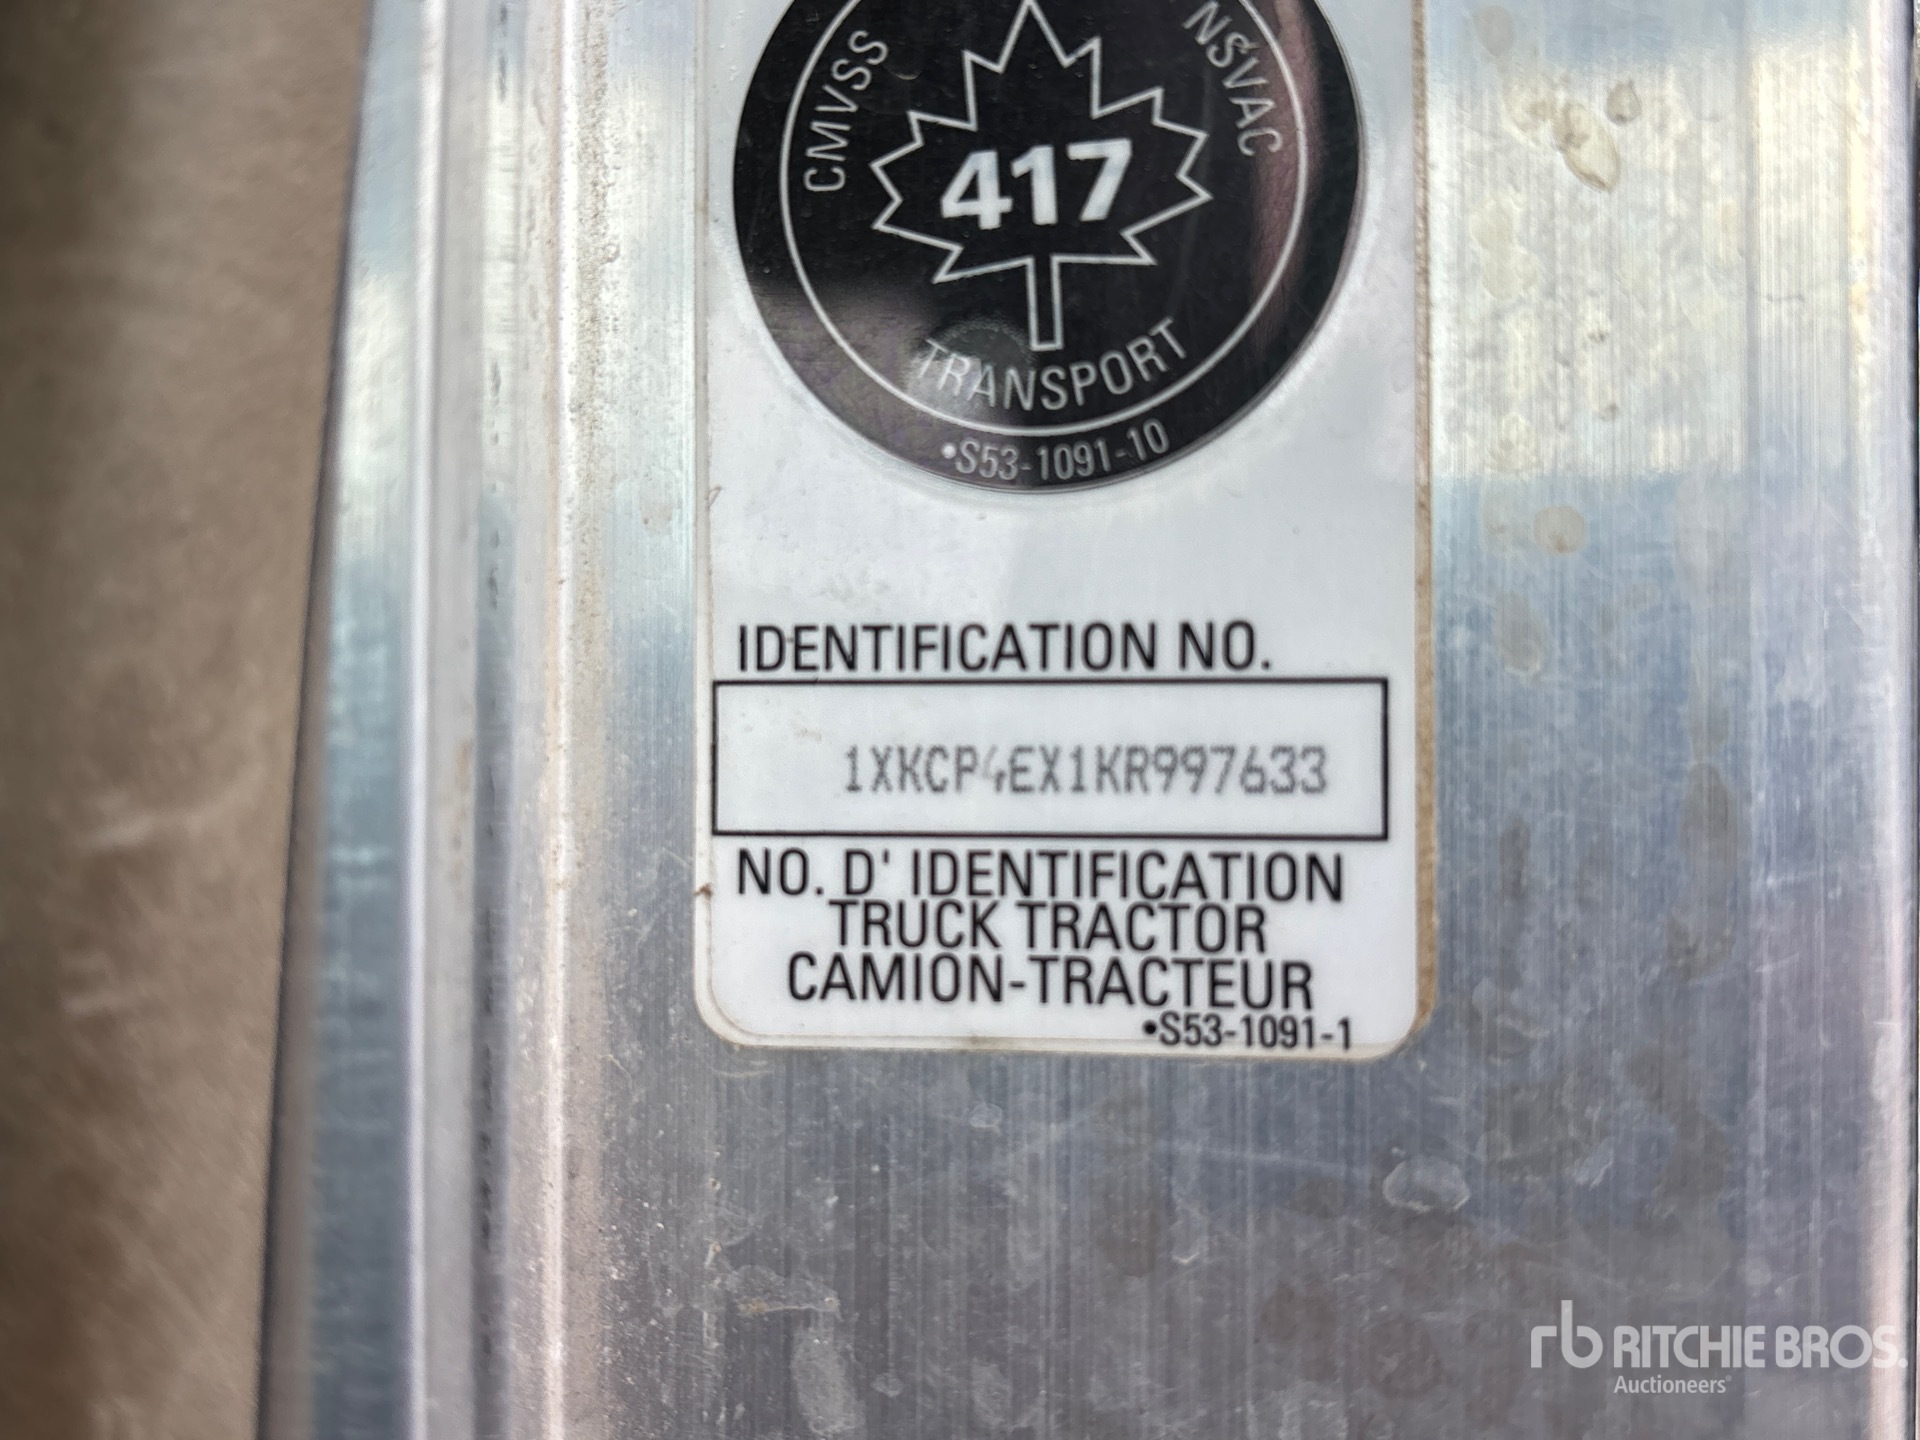 CMVSS
NSVAC
417
TRANSPORT
•S53-1091-10
IDENTIFICATION NO.
1XKCP4EX1KR997633
NO. D' IDENTIFICATION
TRUCK TRACTOR
CAMION-TRACTEUR
•S53-1091-1
rb RITCHIE BROS.
Auctioneers